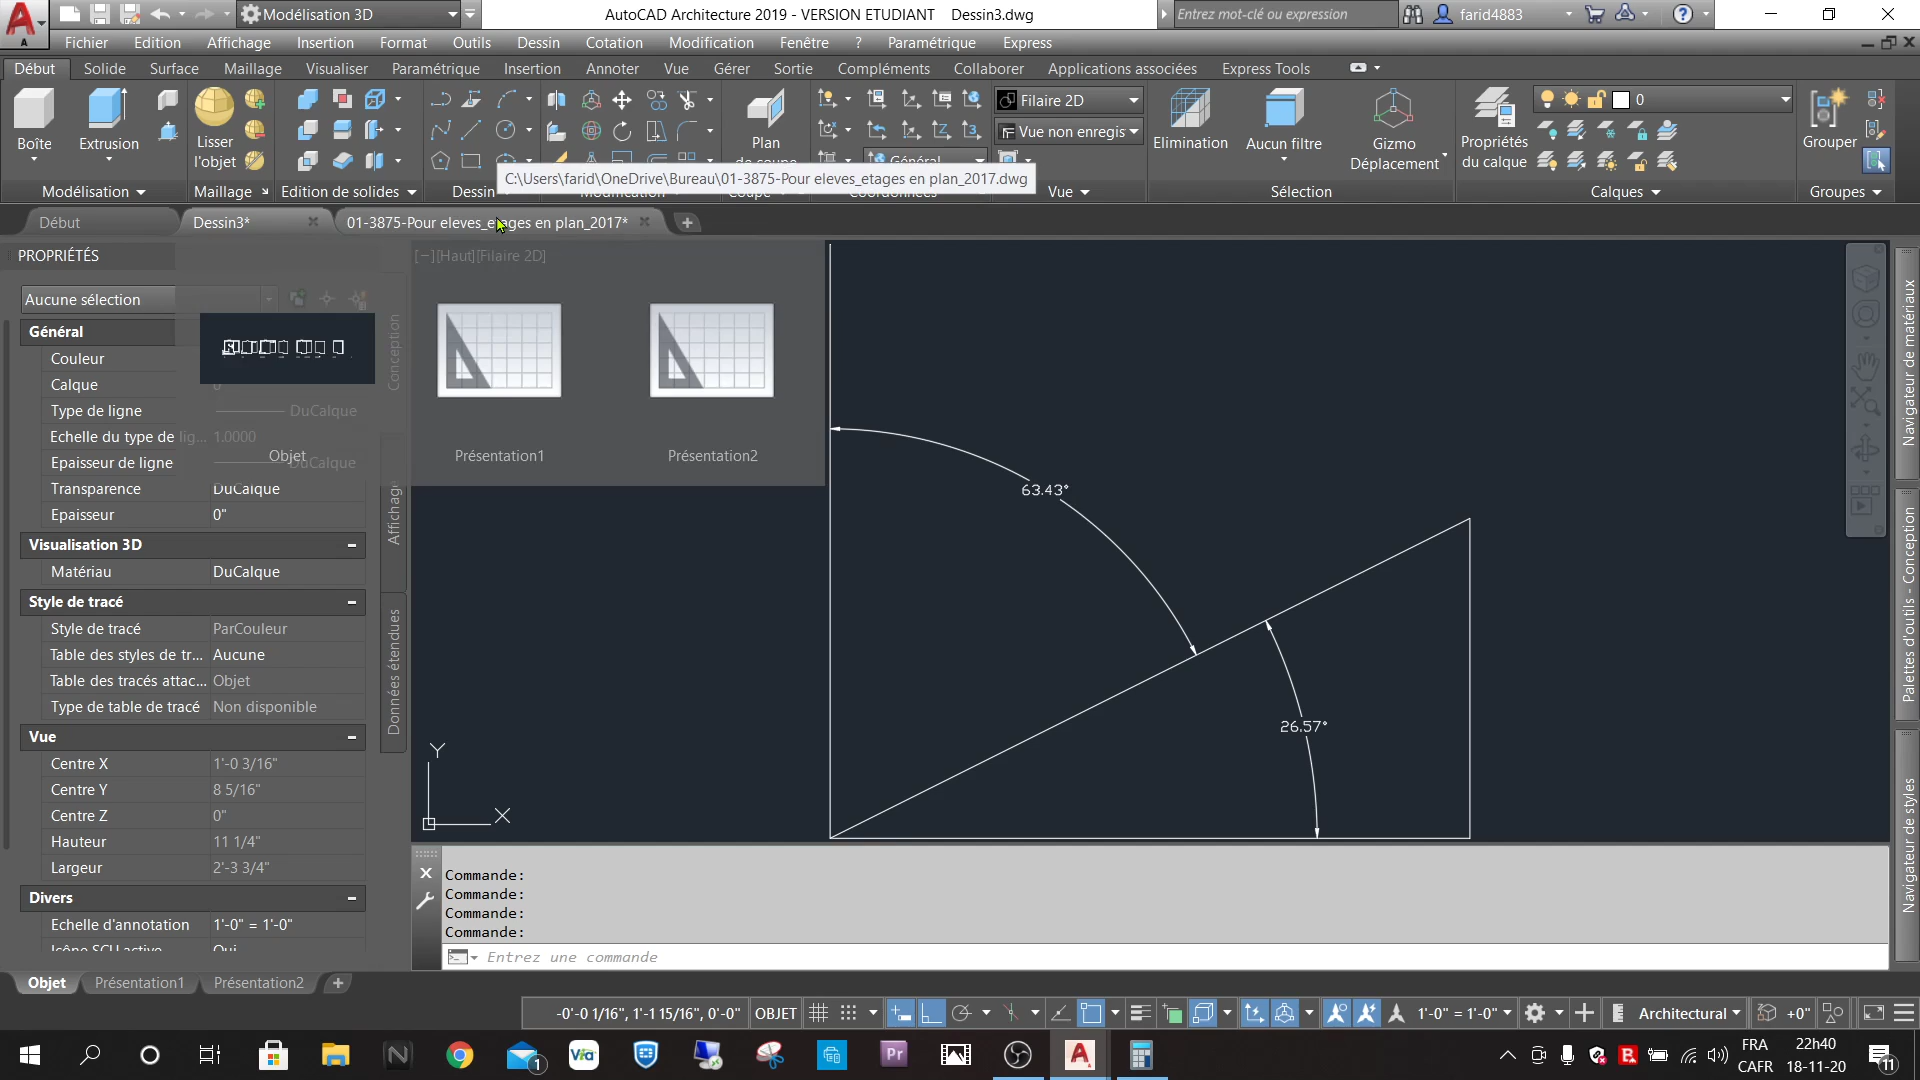 Modélisation 3D
AutoCAD Architecture 2019 - VERSION ETUDIANT Dessin3.dwg
Entrez mot-clé ou expression
farid4883
Fichier Edition Affichage Insertion Format Outils Dessin Cotation Modification Fenêtre ? Paramétrique Express
Début Solide Surface Maillage Visualiser Paramétrique Insertion Annoter Vue Gérer Sortie Compléments Collaborer Applications associées Express Tools
Boîte
Extrusion
Lisser
l'objet
Plan
Général
Filaire 2D
Vue non enregis
Elimination
Aucun filtre
Gizmo
Déplacement
Propriétés
du calque
0
Grouper
C:\Users\farid\OneDrive\Bureau\01-3875-Pour eleves_etages en plan_2017.dwg
Modélisation Maillage Edition de solides Dessin Vue Sélection Calques Groupes
Début Dessin3* 01-3875-Pour eleves_etages en plan_2017*
PROPRIÉTÉS
[−][Haut][Filaire 2D]
Aucune sélection
Général
Couleur
Calque
Type de ligne DuCalque
Echelle du type de lig... 1.0000
Epaisseur de ligne DuCalque
Transparence DuCalque
Epaisseur 0"
Visualisation 3D
Matériau DuCalque
Style de tracé
Style de tracé ParCouleur
Table des styles de tr... Aucune
Table des tracés attac... Objet
Type de table de tracé Non disponible
Vue
Centre X 1'-0 3/16"
Centre Y 8 5/16"
Centre Z 0"
Hauteur 11 1/4"
Largeur 2'-3 3/4"
Divers
Echelle d'annotation 1'-0" = 1'-0"
Icône SCU active Oui
Conception
Affichage
Données étendues
Objet
Présentation1
Présentation2
63.43°
26.57°
Y
X
Navigateur de matériaux
Palettes d'outils - Conception
Navigateur de styles
Commande:
Commande:
Commande:
Commande:
Entrez une commande
Objet Présentation1 Présentation2
-0'-0 1/16", 1'-1 15/16", 0'-0" OBJET
1'-0" = 1'-0"
Architectural
+0"
1
Pr
FRA
CAFR
22h40
18-11-20
11